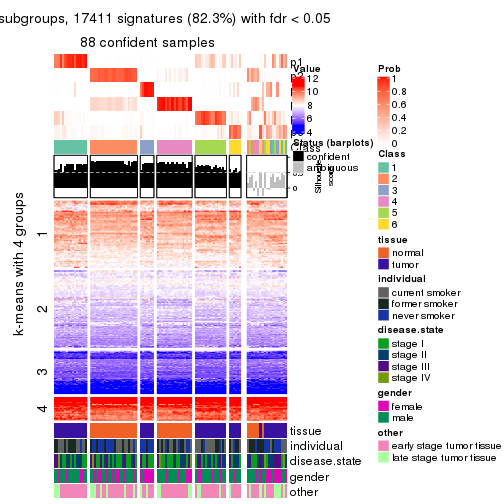 subgroups, 17411 signatures (82.3%) with fdr < 0.05
88 confident samples
p1
Class
Silhouette
score
k-means with 4 groups
1
2
3
4
tissue
individual
disease.state
gender
other
Value
12
10
8
6
4
Status (barplots)
confident
ambiguous
Prob
1
0.8
0.6
0.4
0.2
0
Class
1
2
3
4
5
6
tissue
normal
tumor
individual
current smoker
former smoker
never smoker
disease.state
stage I
stage II
stage III
stage IV
gender
female
male
other
early stage tumor tissue
late stage tumor tissue